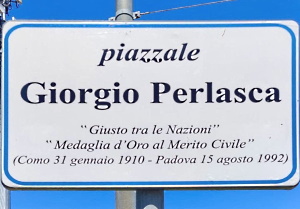 piazzale
Giorgio Perlasca
“Giusto tra le Nazioni”
“Medaglia d’Oro al Merito Civile”
(Como 31 gennaio 1910 - Padova 15 agosto 1992)